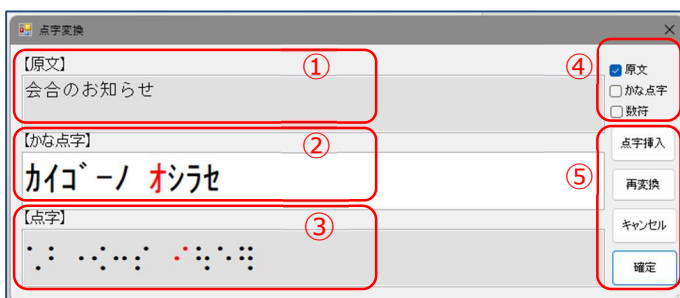 点字変換
【原文】 ①
会合のお知らせ
④
原文
かな点字
数符
【かな点字】 ②
カイゴーノ オシラセ
【点字】 ③
⑤
点字挿入
再変換
キャンセル
確定